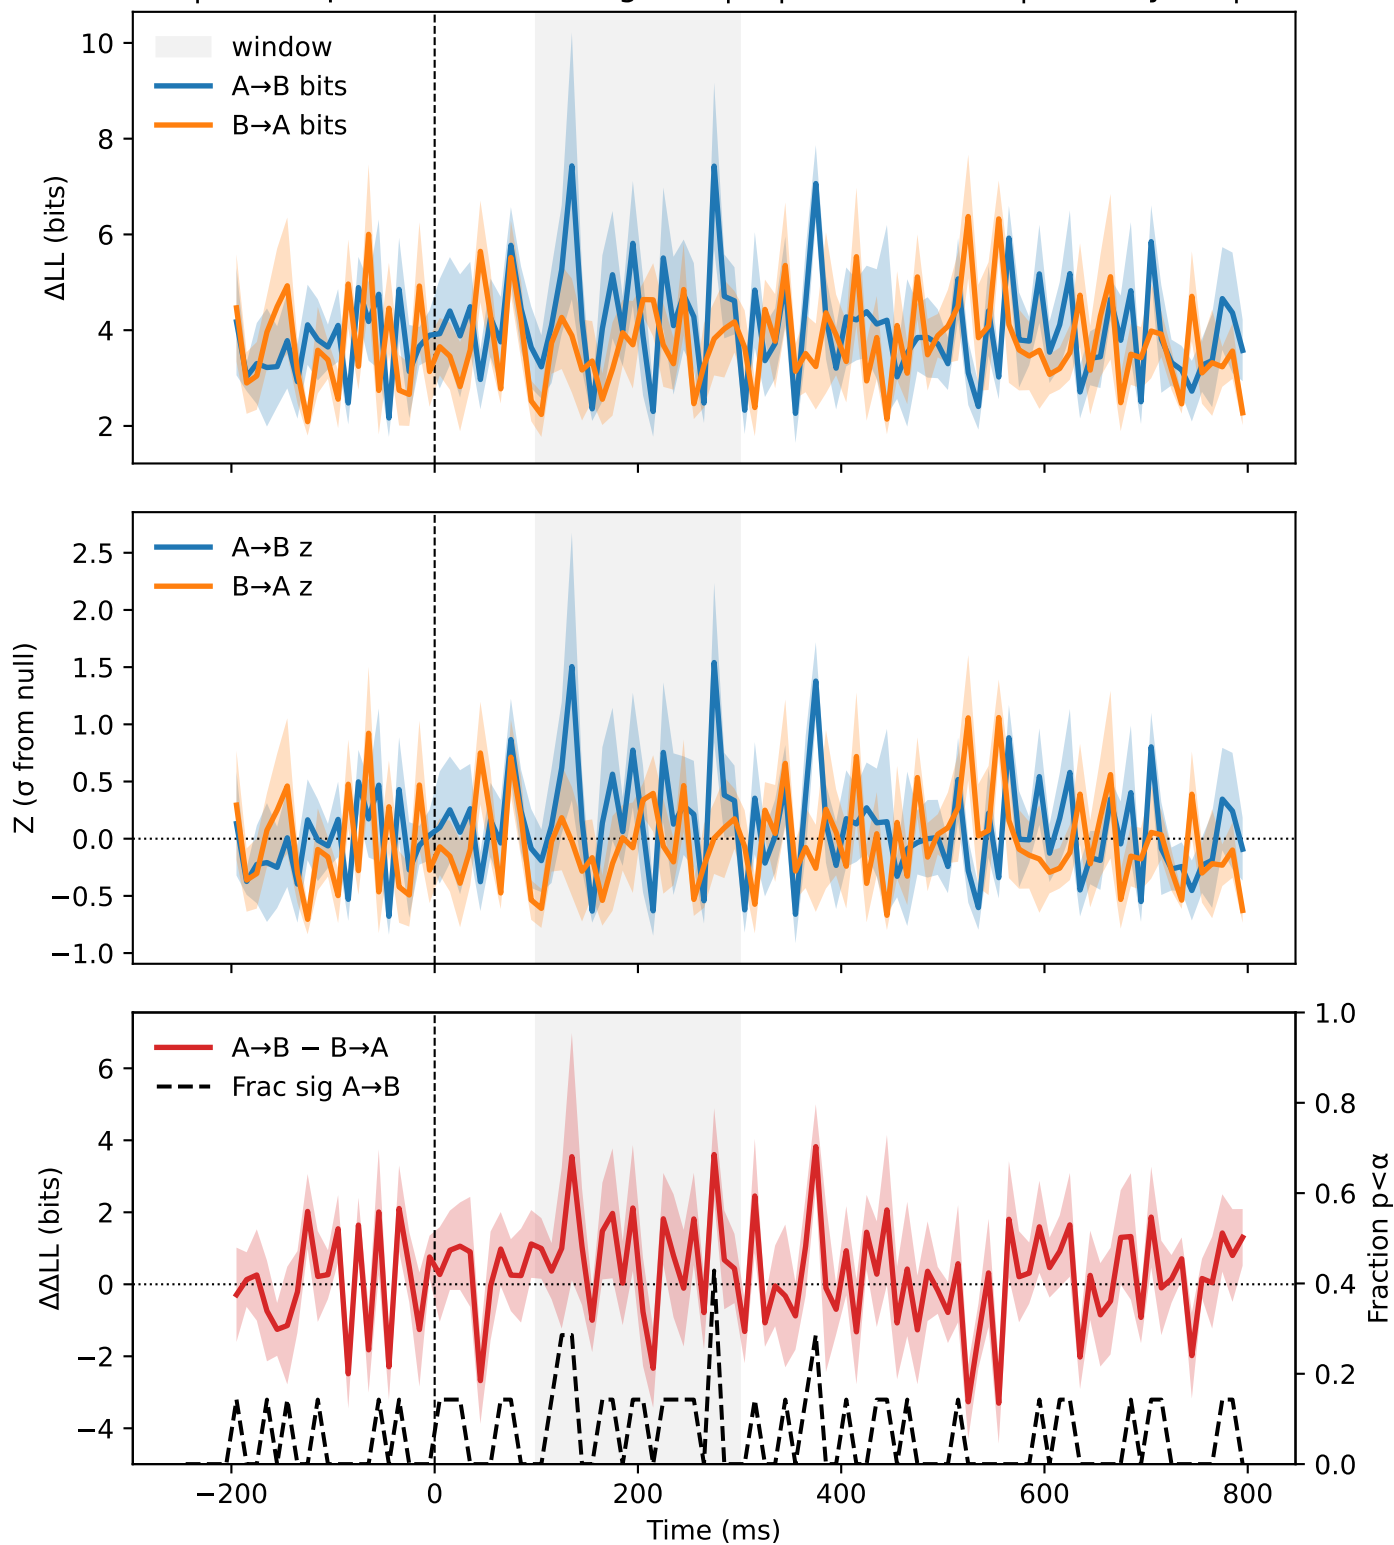 10
8
6
4
2
ΔLL (bits)
window
A→B bits
B→A bits
2.5
2.0
1.5
1.0
0.5
0.0
−0.5
−1.0
Z (σ from null)
A→B z
B→A z
6
4
2
0
−2
−4
ΔΔLL (bits)
A→B − B→A
Frac sig A→B
1.0
0.8
0.6
0.4
0.2
0.0
Fraction p<α
−200 0 200 400 600 800
Time (ms)